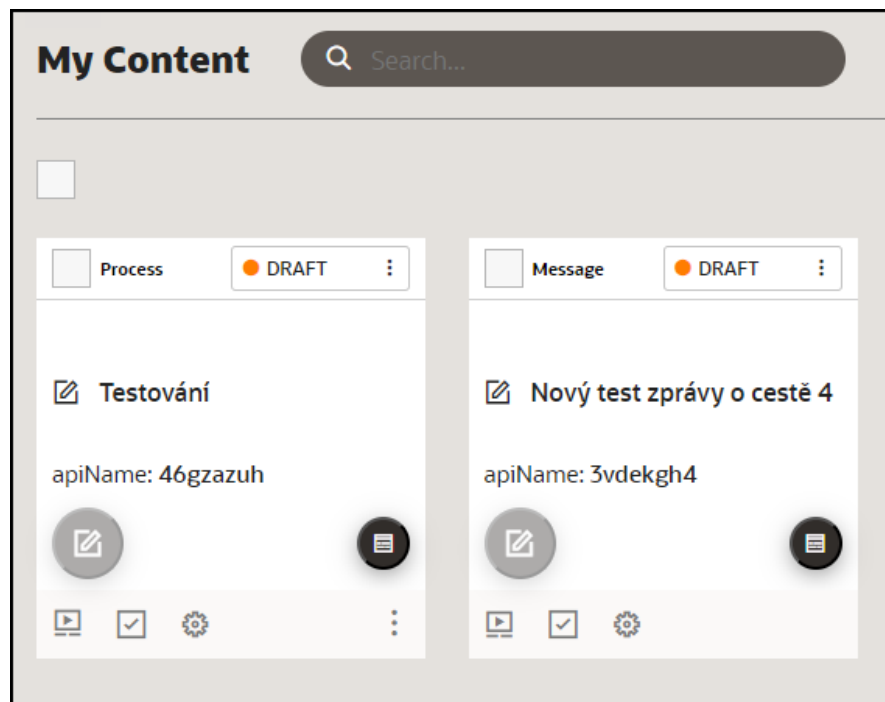 My Content
Search...
Process
DRAFT
Message
DRAFT
Testování
Nový test zprávy o cestě 4
apiName: 46gzazuh
apiName: 3vdekgh4